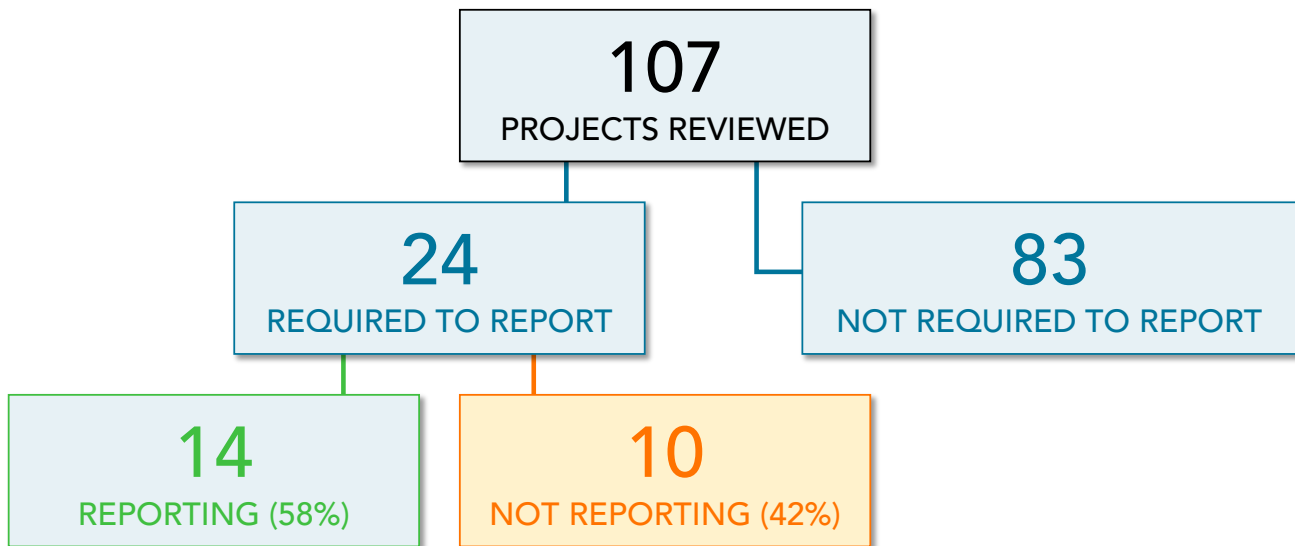 107
PROJECTS REVIEWED
24
REQUIRED TO REPORT
83
NOT REQUIRED TO REPORT
14
REPORTING (58%)
10
NOT REPORTING (42%)